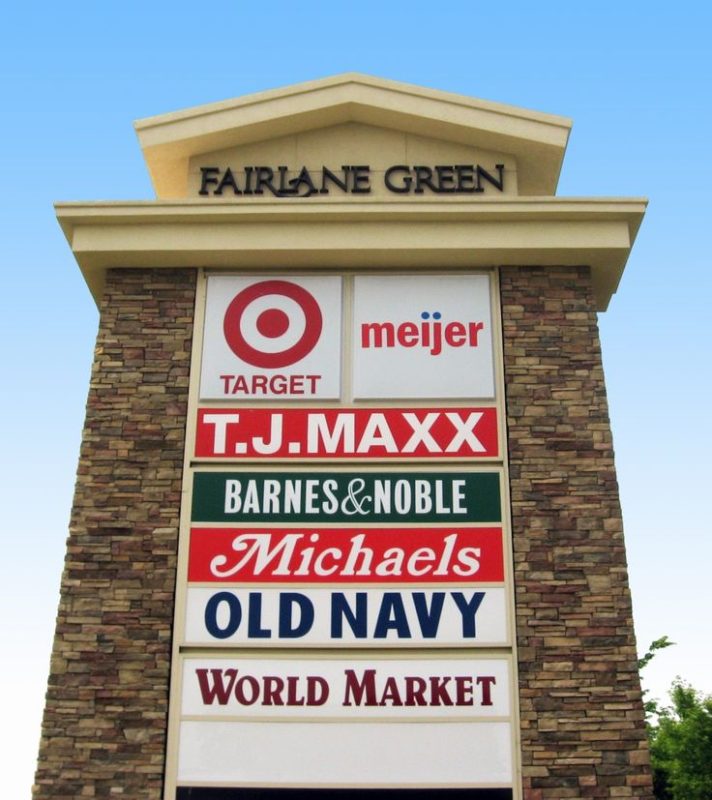 FAIRLANE GREEN
TARGET
meijer
T.J.MAXX
BARNES&NOBLE
Michaels
OLD NAVY
WORLD MARKET